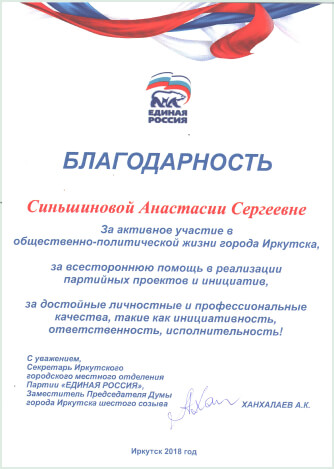 ЕДИНАЯ
РОССИЯ
БЛАГОДАРНОСТЬ
Синьшиновой Анастасии Сергеевне
За активное участие в
общественно-политической жизни города Иркутска,
за всестороннюю помощь в реализации
партийных проектов и инициатив,
за достойные личностные и профессиональные
качества, такие как инициативность,
ответственность, исполнительность!
С уважением,
Секретарь Иркутского
городского местного отделения
Партии «ЕДИНАЯ РОССИЯ»,
Заместитель Председателя Думы
города Иркутска шестого созыва
ХАНХАЛАЕВ А.К.
Иркутск 2018 год